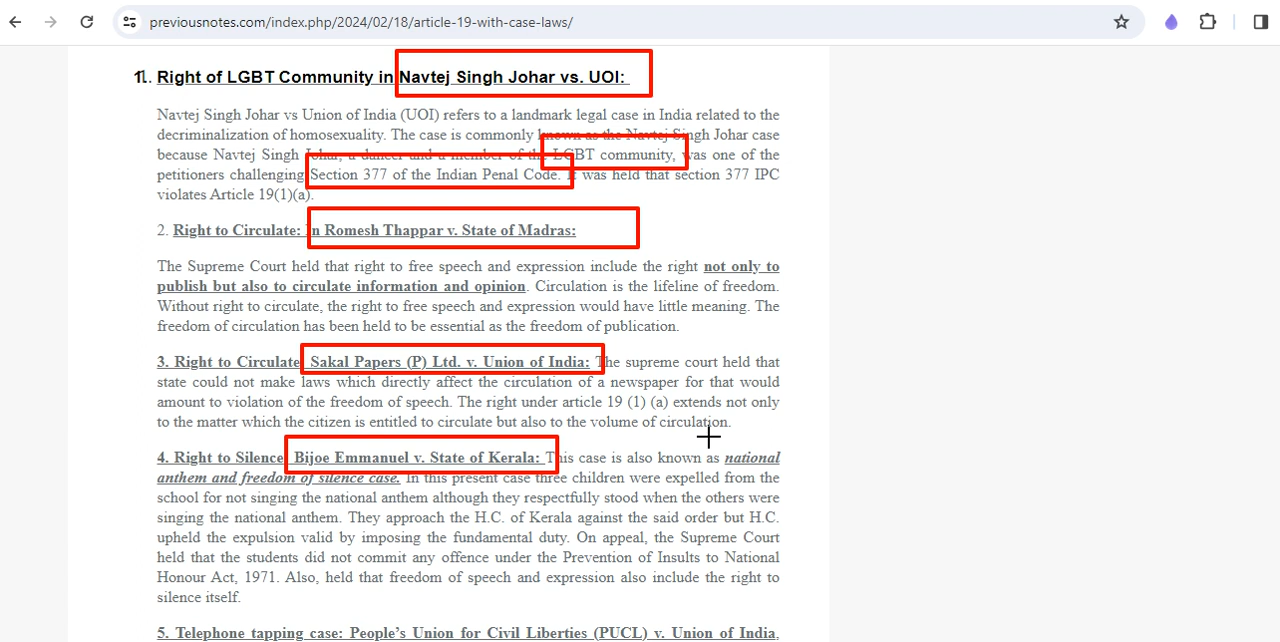 previousnotes.com/index.php/2024/02/18/article-19-with-case-laws/
1. Right of LGBT Community in Navtej Singh Johar vs. UOI:
Navtej Singh Johar vs Union of India (UOI) refers to a landmark legal case in India related to the
decriminalization of homosexuality. The case is commonly known as the Navtej Singh Johar case
because Navtej Singh Johar, a dancer and a member of the LGBT community, was one of the
petitioners challenging Section 377 of the Indian Penal Code. It was held that section 377 IPC
violates Article 19(1)(a).
2. Right to Circulate: In Romesh Thappar v. State of Madras:
The Supreme Court held that right to free speech and expression include the right not only to
publish but also to circulate information and opinion. Circulation is the lifeline of freedom.
Without right to circulate, the right to free speech and expression would have little meaning. The
freedom of circulation has been held to be essential as the freedom of publication.
3. Right to Circulate Sakal Papers (P) Ltd. v. Union of India: The supreme court held that
state could not make laws which directly affect the circulation of a newspaper for that would
amount to violation of the freedom of speech. The right under article 19 (1) (a) extends not only
to the matter which the citizen is entitled to circulate but also to the volume of circulation.
4. Right to Silence Bijoe Emmanuel v. State of Kerala: This case is also known as national
anthem and freedom of silence case. In this present case three children were expelled from the
school for not singing the national anthem although they respectfully stood when the others were
singing the national anthem. They approach the H.C. of Kerala against the said order but H.C.
upheld the expulsion valid by imposing the fundamental duty. On appeal, the Supreme Court
held that the students did not commit any offence under the Prevention of Insults to National
Honour Act, 1971. Also, held that freedom of speech and expression also include the right to
silence itself.
5. Telephone tapping case: People's Union for Civil Liberties (PUCL) v. Union of India,